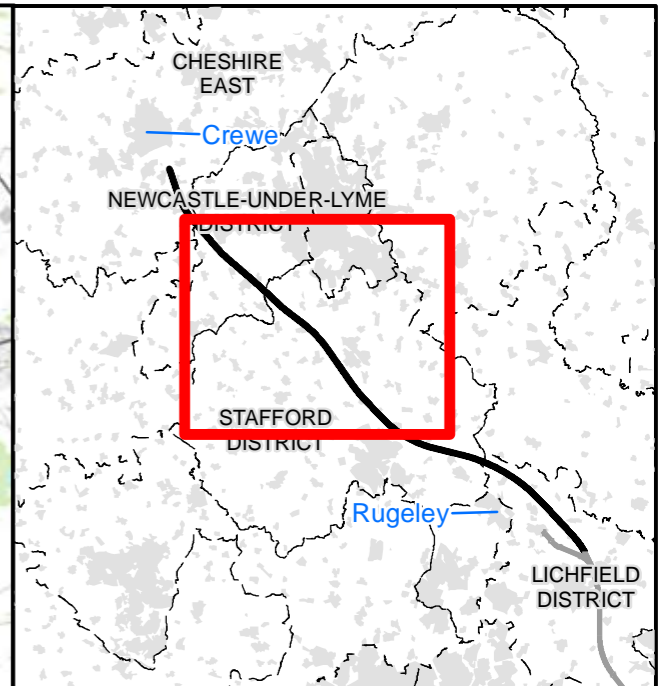 CHESHIRE
EAST
Crewe
NEWCASTLE-UNDER-LYME
DISTRICT
STAFFORD
DISTRICT
Rugeley
LICHFIELD
DISTRICT